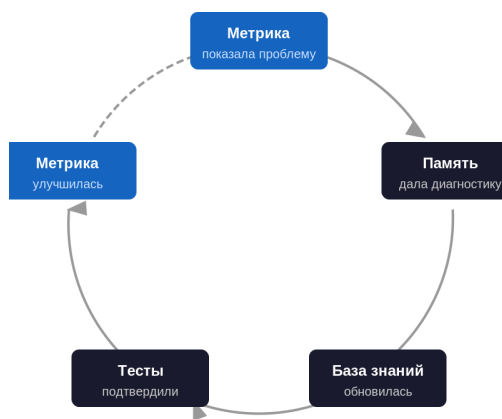 Метрика
показала проблему
Память
дала диагностику
База знаний
обновилась
Тесты
подтвердили
Метрика
улучшилась